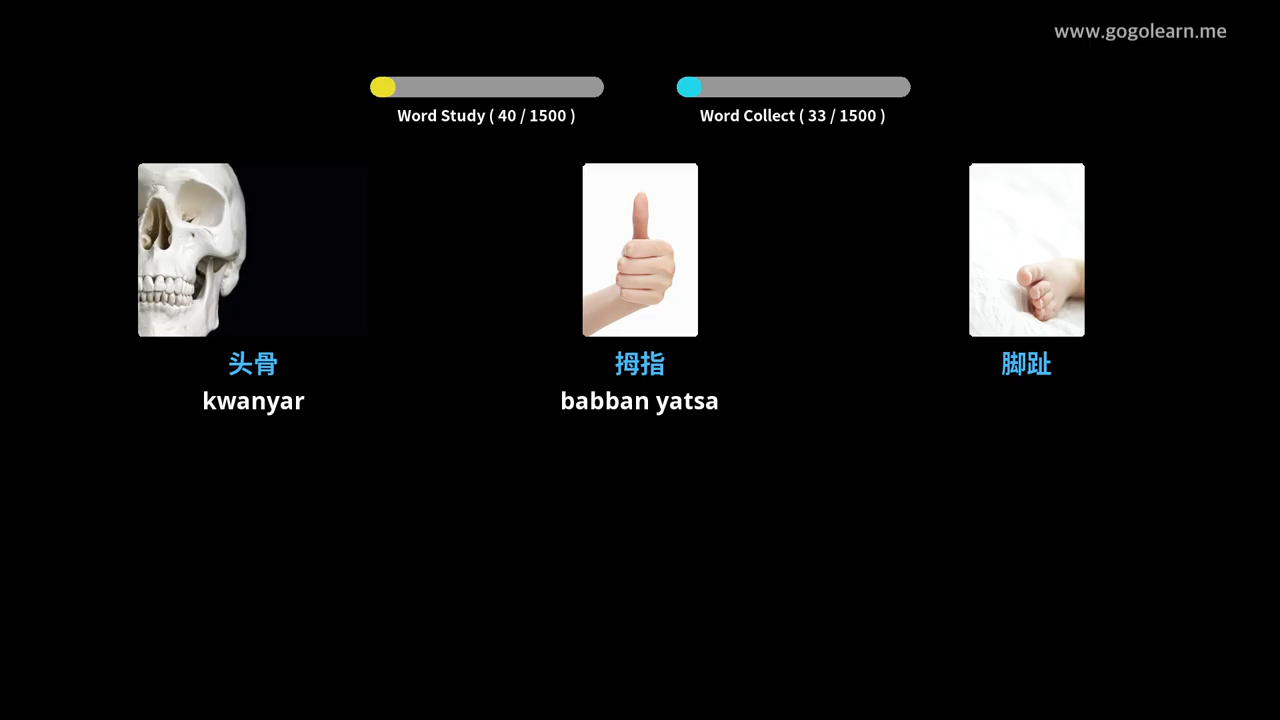 www.gogolearn.me
Word Study ( 40 / 1500 )
Word Collect ( 33 / 1500 )
头骨
拇指
脚趾
kwanyar
babban yatsa